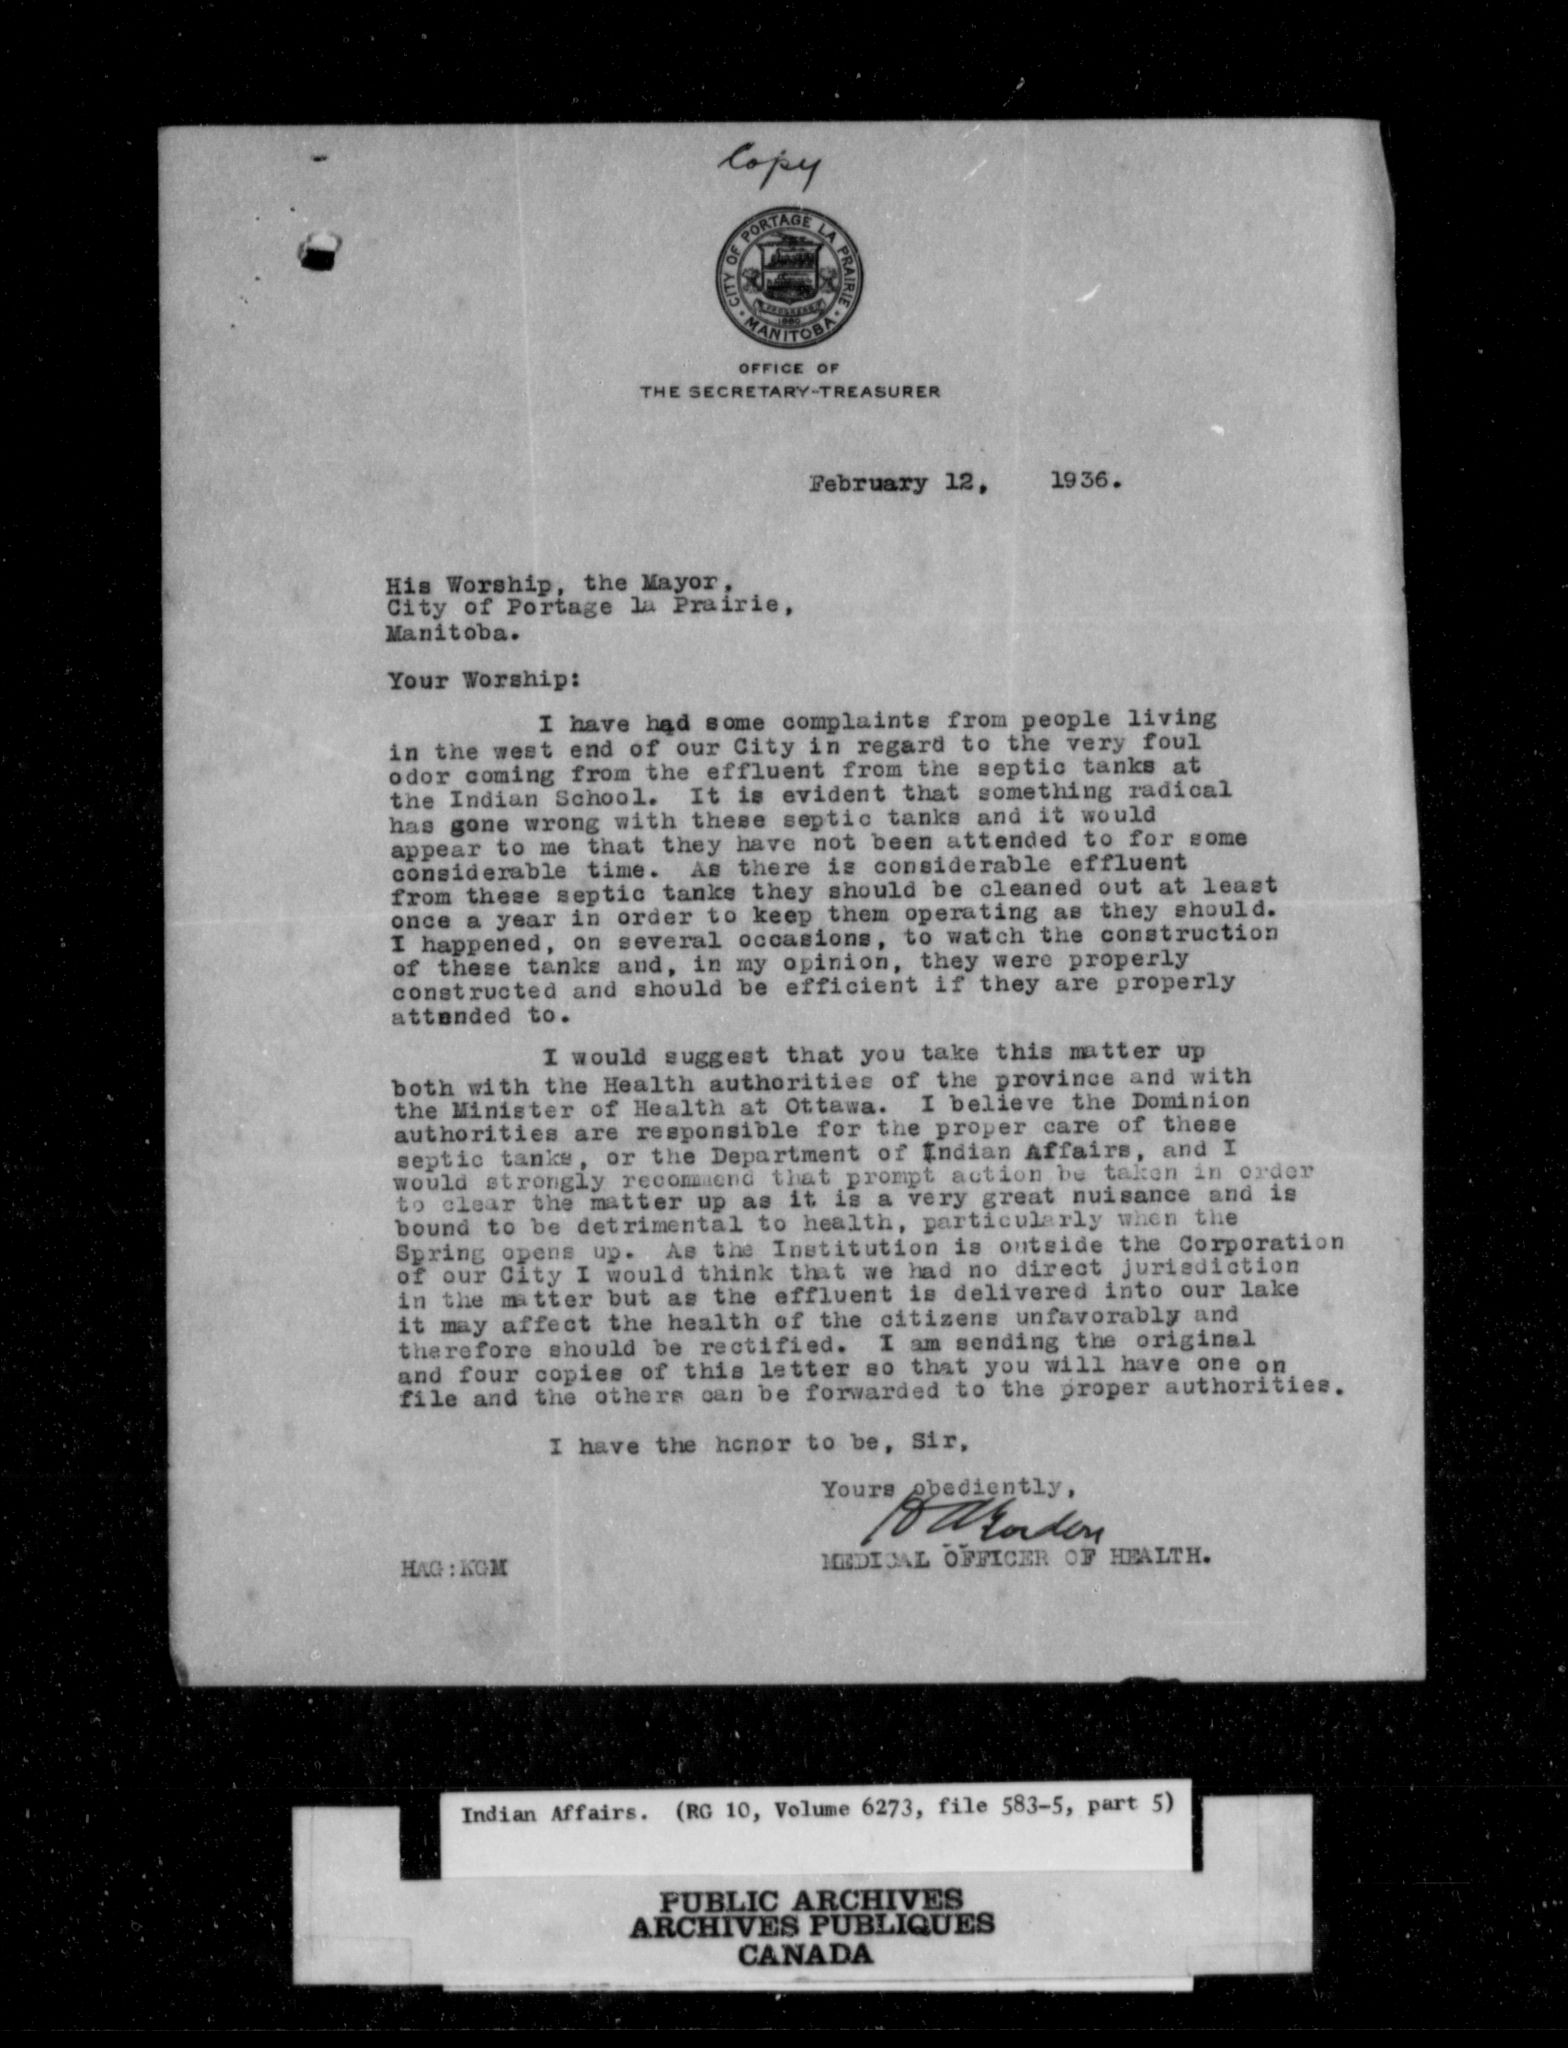 Copy
CITY OF PORTAGE LA PRAIRIE
1880
MANITOBA
OFFICE OF
THE SECRETARY-TREASURER
February 12, 1936.
His Worship, the Mayor,
City of Portage la Prairie,
Manitoba.
Your Worship:
I have had some complaints from people living
in the west end of our City in regard to the very foul
odor coming from the effluent from the septic tanks at
the Indian School. It is evident that something radical
has gone wrong with these septic tanks and it would
appear to me that they have not been attended to for some
considerable time. As there is considerable effluent
from these septic tanks they should be cleaned out at least
once a year in order to keep them operating as they should.
I happened, on several occasions, to watch the construction
of these tanks and, in my opinion, they were properly
constructed and should be efficient if they are properly
attended to.
I would suggest that you take this matter up
both with the Health authorities of the province and with
the Minister of Health at Ottawa. I believe the Dominion
authorities are responsible for the proper care of these
septic tanks, or the Department of Indian Affairs, and I
would strongly recommend that prompt action be taken in order
to clear the matter up as it is a very great nuisance and is
bound to be detrimental to health, particularly when the
Spring opens up. As the Institution is outside the Corporation
of our City I would think that we had no direct jurisdiction
in the matter but as the effluent is delivered into our lake
it may affect the health of the citizens unfavorably and
therefore should be rectified. I am sending the original
and four copies of this letter so that you will have one on
file and the others can be forwarded to the proper authorities.
I have the honor to be, Sir,
Yours obediently,
H A Gordon
MEDICAL OFFICER OF HEALTH.
HAG:KGM
Indian Affairs. (RG 10, Volume 6273, file 583-5, part 5)
PUBLIC ARCHIVES
ARCHIVES PUBLIQUES
CANADA